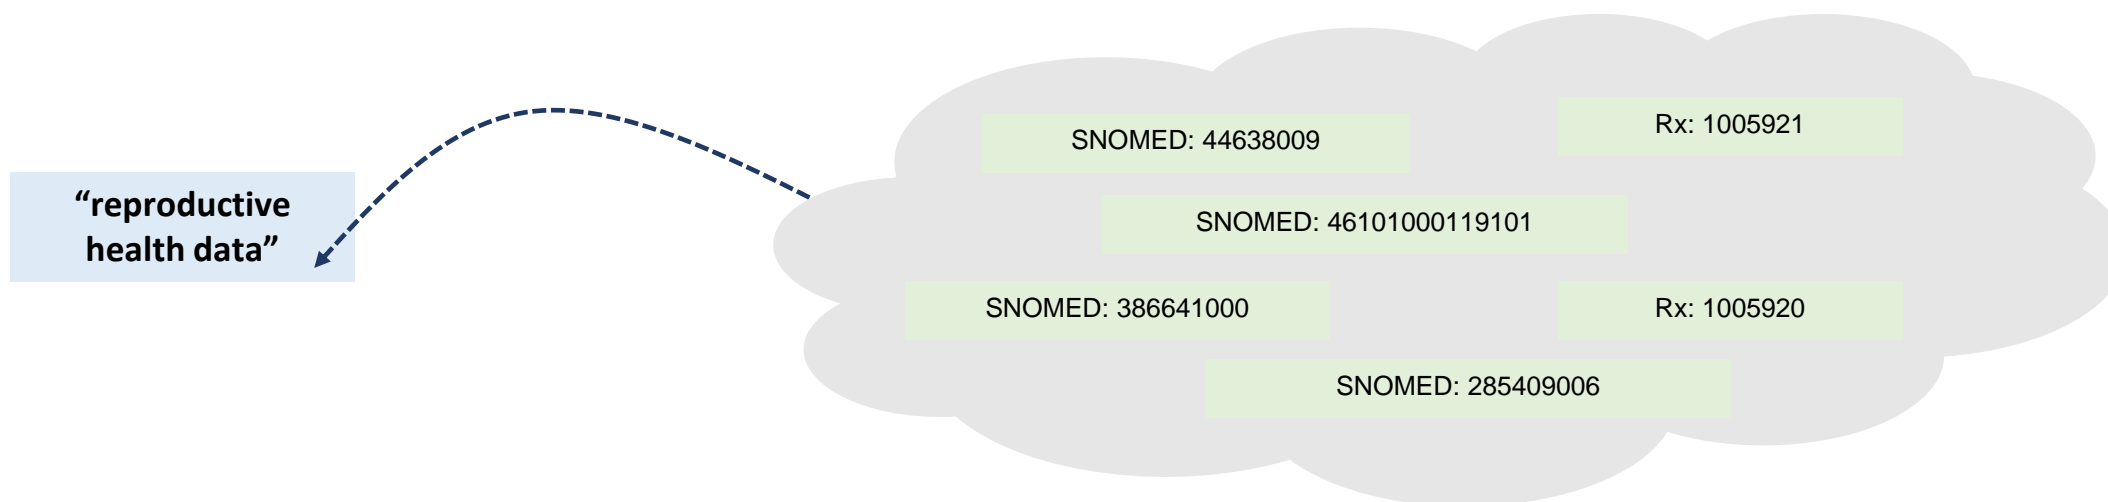 “reproductive
health data”
SNOMED: 44638009
Rx: 1005921
SNOMED: 46101000119101
SNOMED: 386641000
Rx: 1005920
SNOMED: 285409006